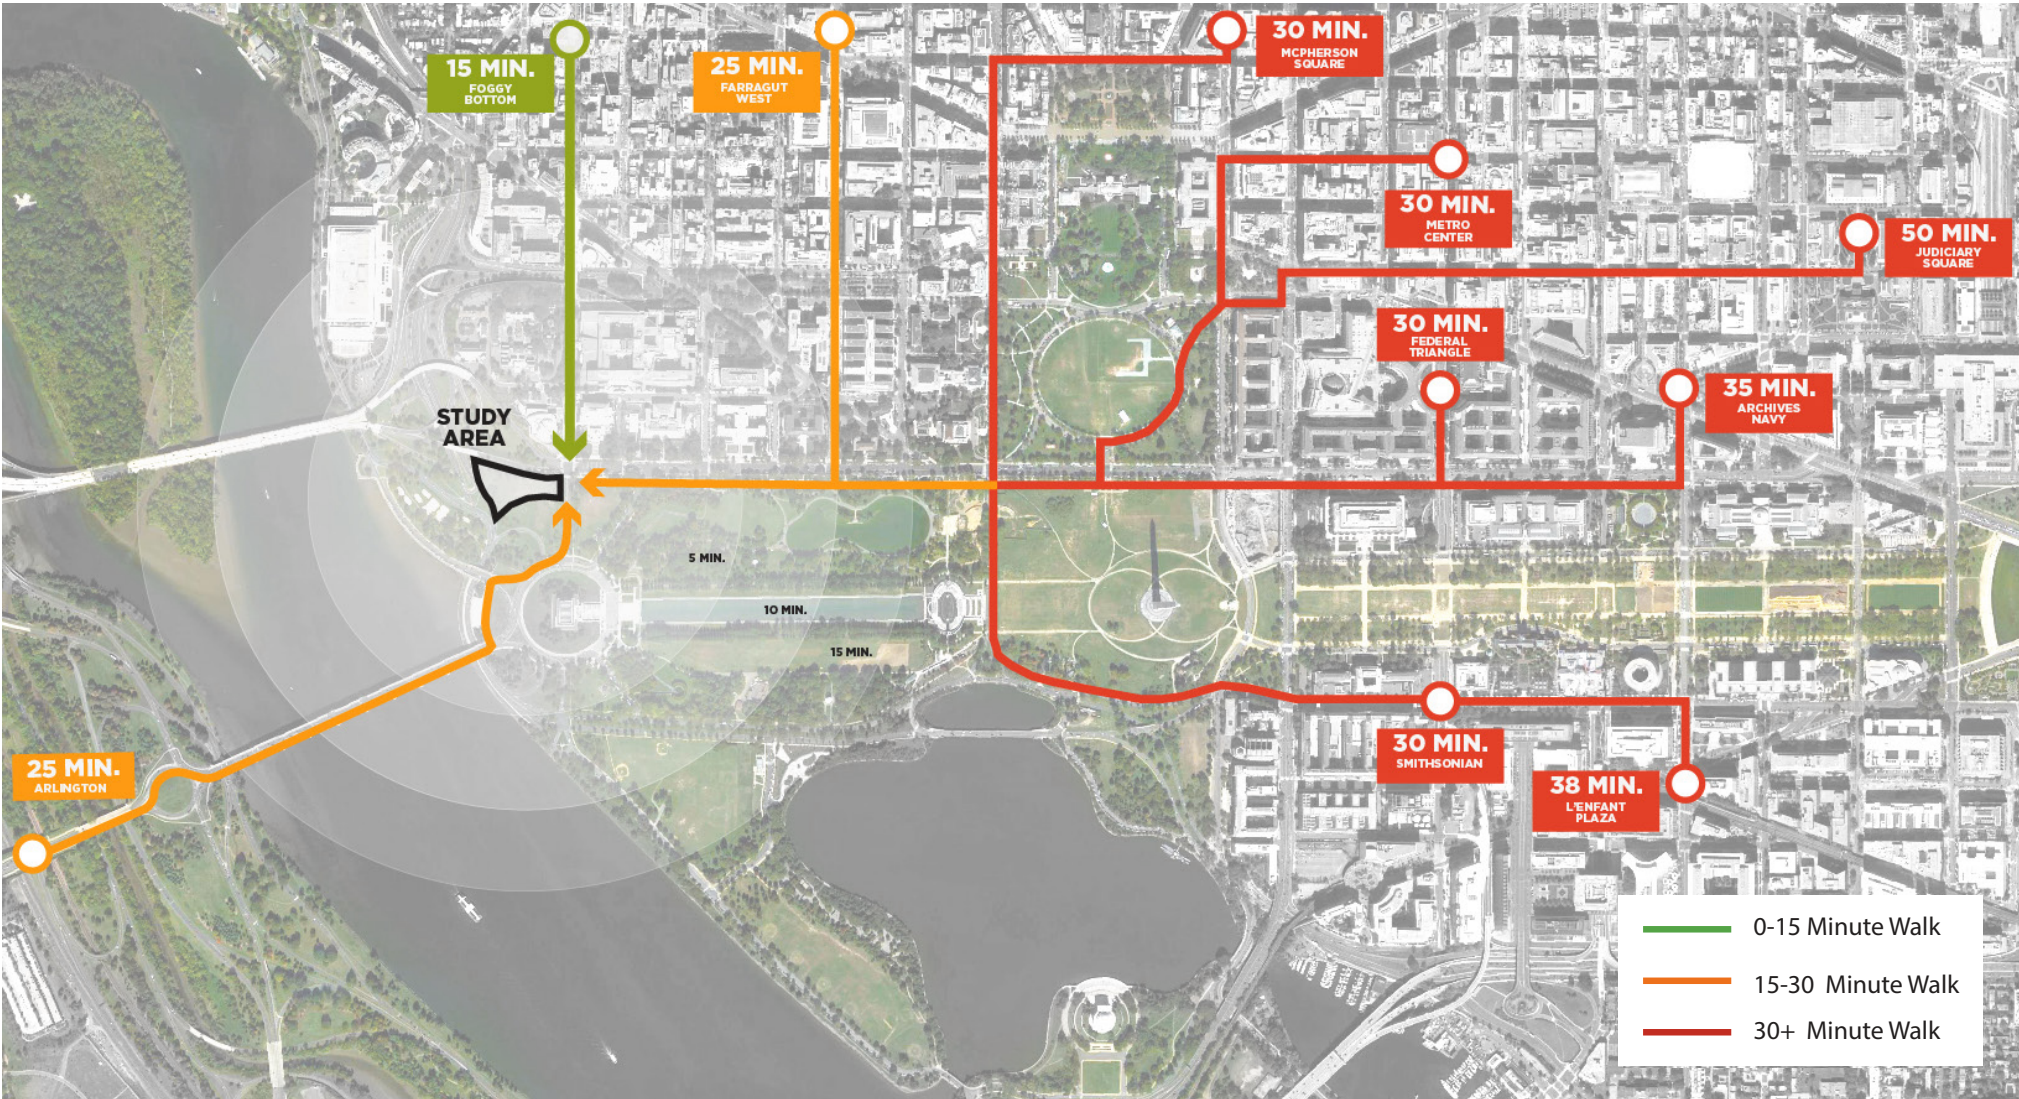 15 MIN.
FOGGY
BOTTOM
25 MIN.
FARRAGUT
WEST
30 MIN.
MCPHERSON
SQUARE
30 MIN.
METRO
CENTER
50 MIN.
JUDICIARY
SQUARE
30 MIN.
FEDERAL
TRIANGLE
35 MIN.
ARCHIVES
NAVY
STUDY
AREA
5 MIN.
10 MIN.
15 MIN.
25 MIN.
ARLINGTON
30 MIN.
SMITHSONIAN
38 MIN.
L'ENFANT
PLAZA
0-15 Minute Walk
15-30 Minute Walk
30+ Minute Walk